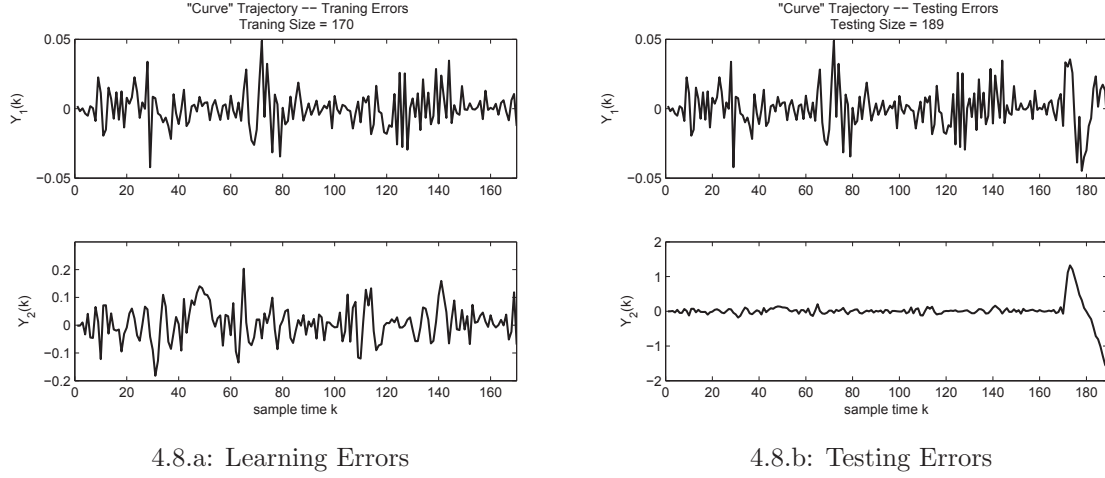 "Curve" Trajectory −− Traning Errors
Traning Size = 170
Y1(k)
0.05
0
−0.05
0 20 40 60 80 100 120 140 160
Y2(k)
0.2
0.1
0
−0.1
−0.2
0 20 40 60 80 100 120 140 160
sample time k
4.8.a: Learning Errors
"Curve" Trajectory −− Testing Errors
Testing Size = 189
Y1(k)
0.05
0
−0.05
0 20 40 60 80 100 120 140 160 180
Y2(k)
2
1
0
−1
−2
0 20 40 60 80 100 120 140 160 180
sample time k
4.8.b: Testing Errors